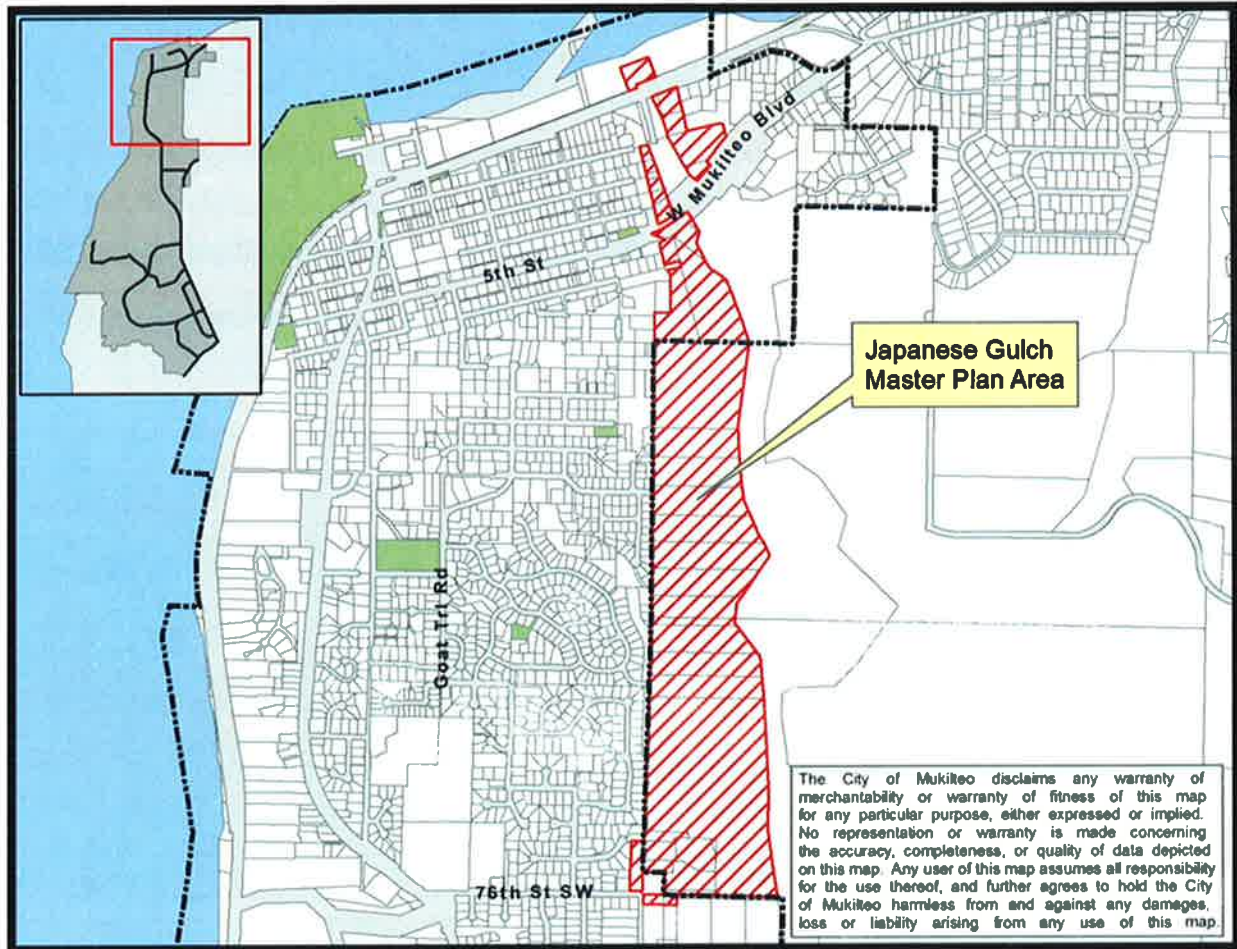 W Mukilteo Blvd
5th St
Japanese Gulch
Master Plan Area
Goat Trl Rd
76th St SW
The City of Mukilteo disclaims any warranty of
merchantability or warranty of fitness of this map
for any particular purpose, either expressed or implied.
No representation or warranty is made concerning
the accuracy, completeness, or quality of data depicted
on this map. Any user of this map assumes all responsibility
for the use thereof, and further agrees to hold the City
of Mukilteo harmless from and against any damages,
loss or liability arising from any use of this map.